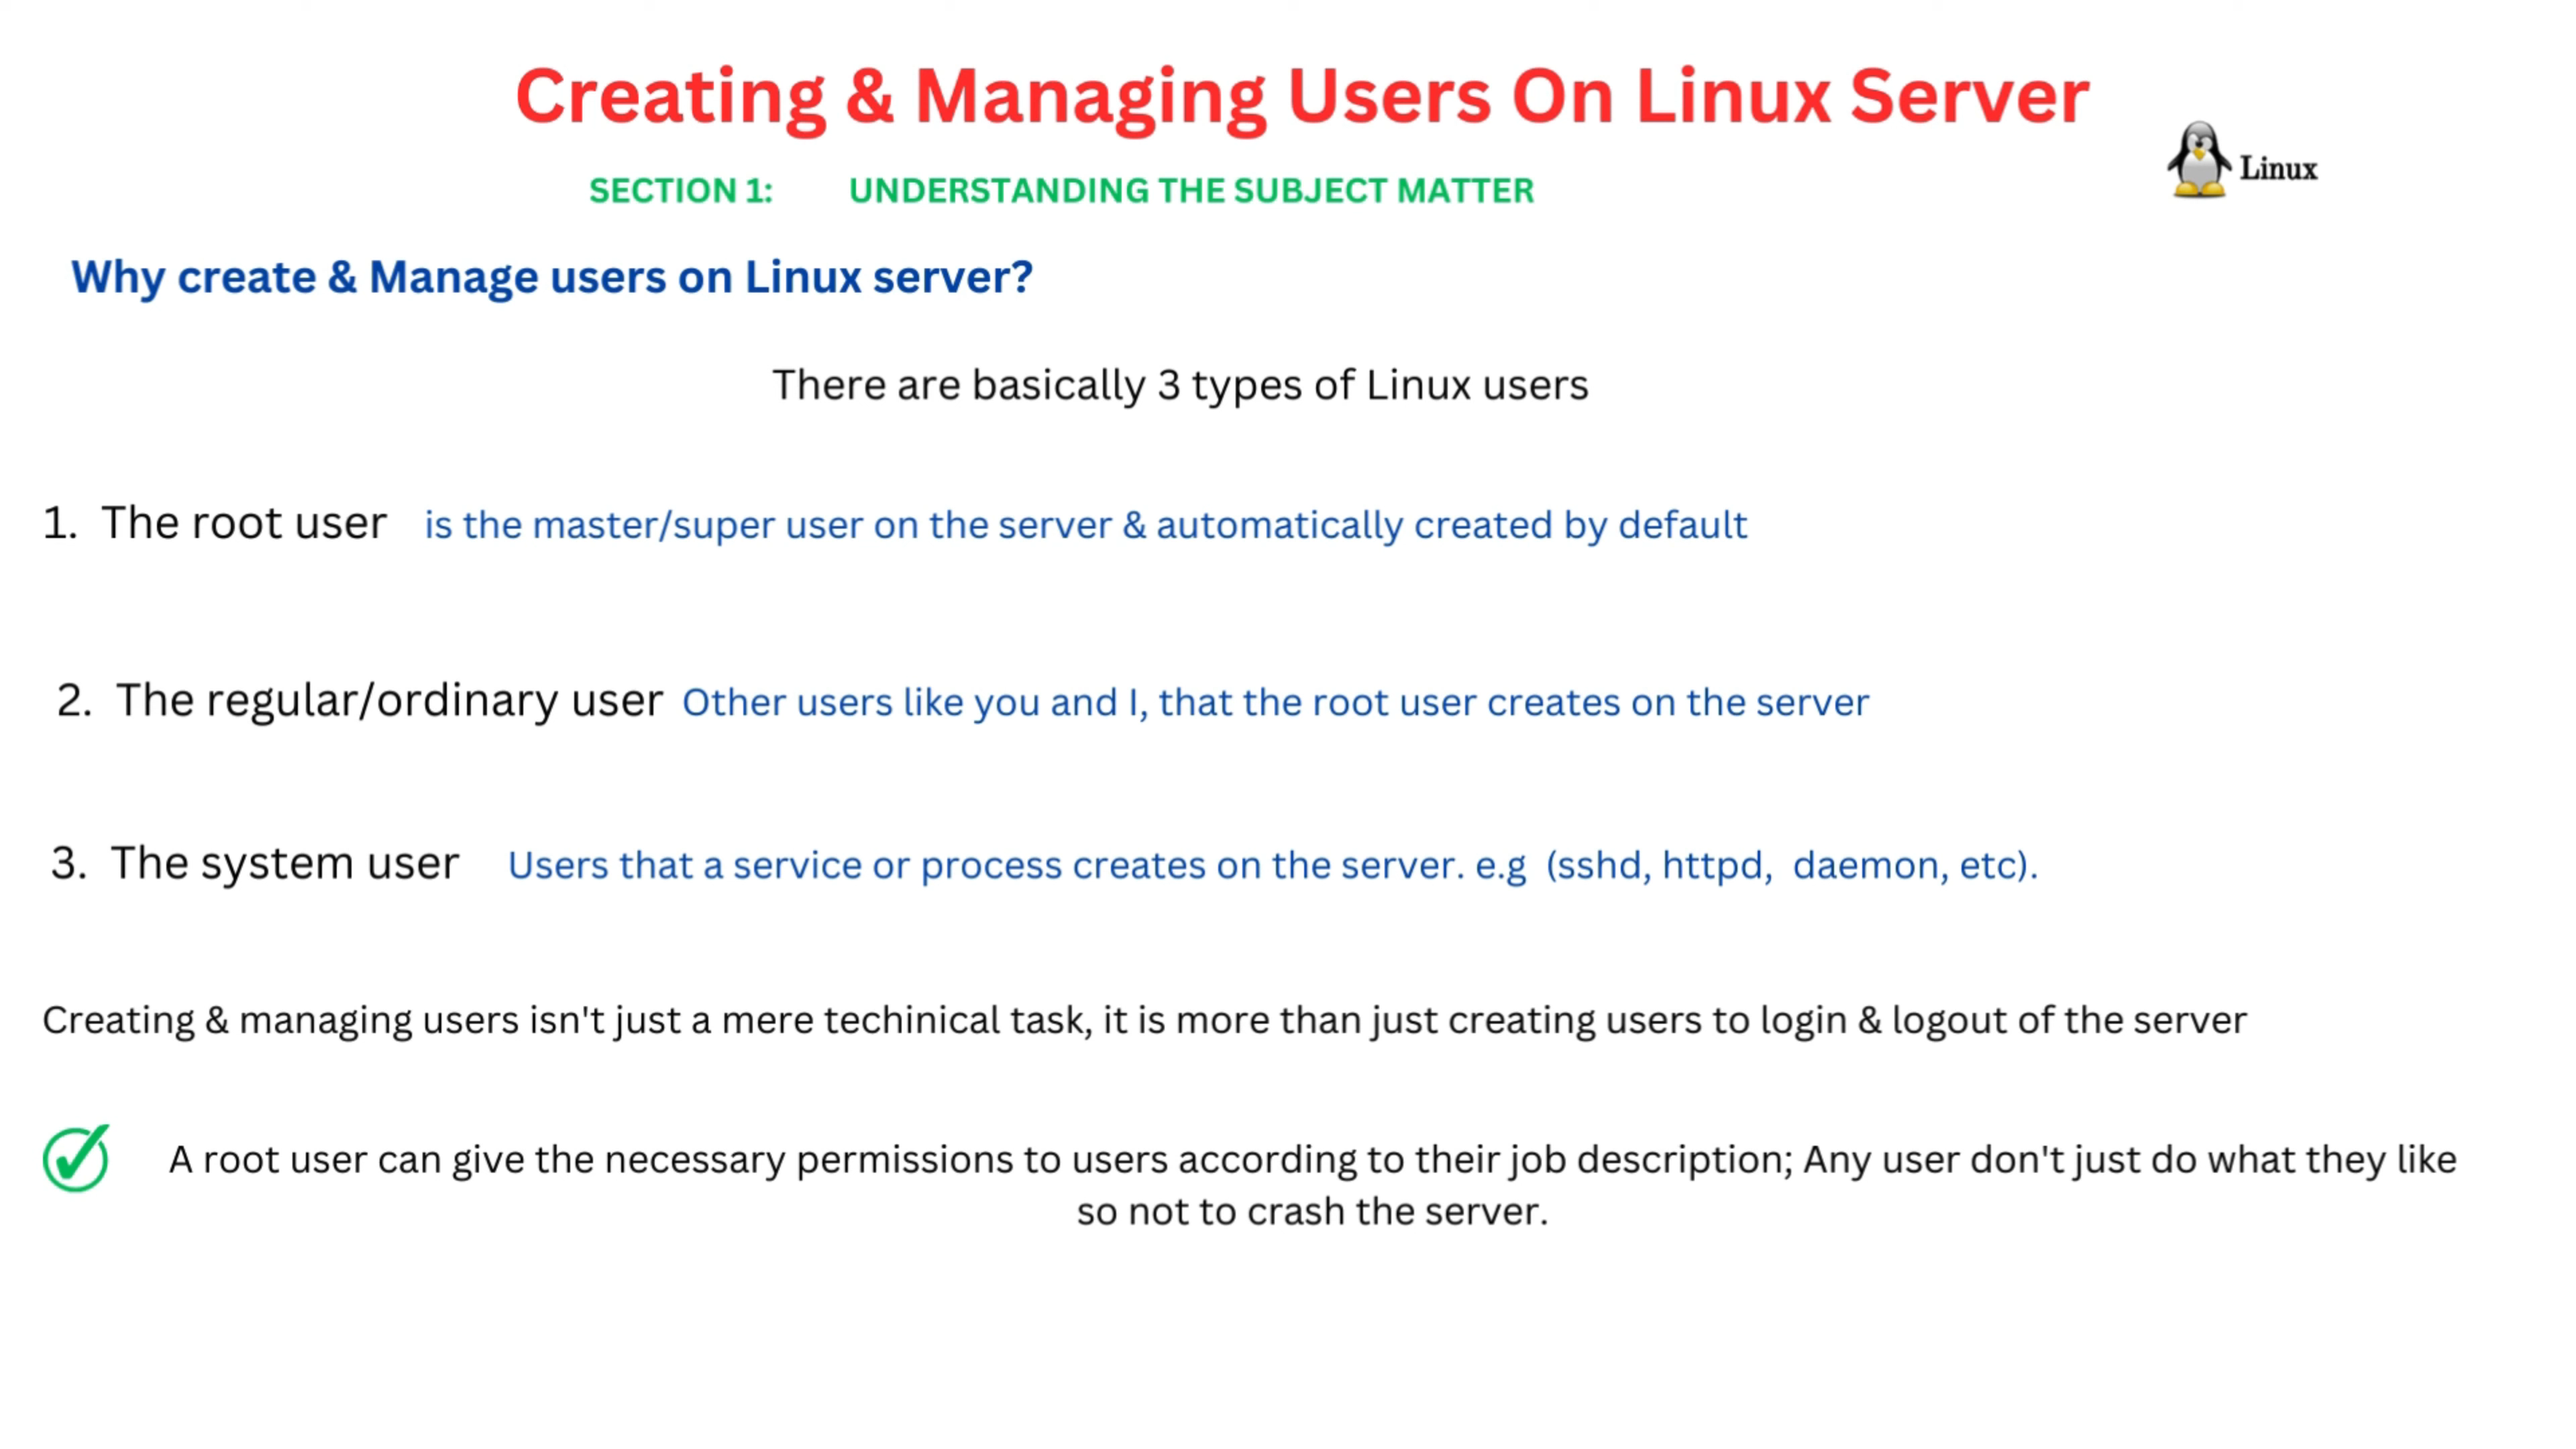 Creating & Managing Users On Linux Server
Linux
SECTION 1: UNDERSTANDING THE SUBJECT MATTER
Why create & Manage users on Linux server?
There are basically 3 types of Linux users
1. The root user is the master/super user on the server & automatically created by default
2. The regular/ordinary user Other users like you and I, that the root user creates on the server
3. The system user Users that a service or process creates on the server. e.g (sshd, httpd, daemon, etc).
Creating & managing users isn't just a mere techinical task, it is more than just creating users to login & logout of the server
A root user can give the necessary permissions to users according to their job description; Any user don't just do what they like
so not to crash the server.